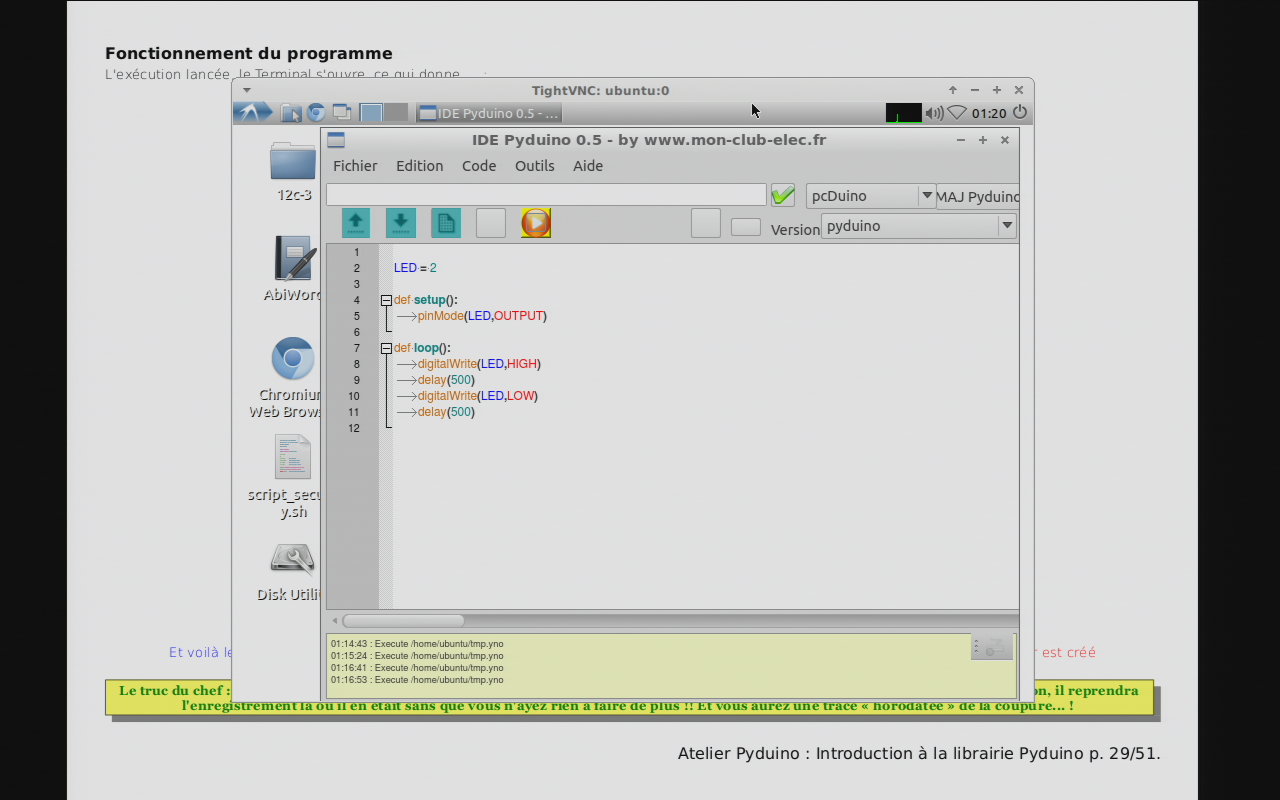 Fonctionnement du programme
L'exécution lancée, le Terminal s'ouvre, ce qui donne
TightVNC: ubuntu:0
IDE Pyduino 0.5 - ...
01:20
IDE Pyduino 0.5 - by www.mon-club-elec.fr
12c-3
Fichier Edition Code Outils Aide
pcDuino
MAJ Pyduino
Version
pyduino
AbiWord
Chromium
Web Brows
script_secu
y.sh
Disk Utili
1
2 LED = 2
3
4 def setup():
5 pinMode(LED,OUTPUT)
6
7 def loop():
8 digitalWrite(LED,HIGH)
9 delay(500)
10 digitalWrite(LED,LOW)
11 delay(500)
12
01:14:43 : Execute /home/ubuntu/tmp.yno
01:15:24 : Execute /home/ubuntu/tmp.yno
01:16:41 : Execute /home/ubuntu/tmp.yno
01:16:53 : Execute /home/ubuntu/tmp.yno
Et voilà le
est créé
Le truc du chef : on, il reprendra
l'enregistrement là où il en était sans que vous n'ayez rien à faire de plus !! Et vous aurez une trace « horodatée » de la coupure... !
Atelier Pyduino : Introduction à la librairie Pyduino p. 29/51.